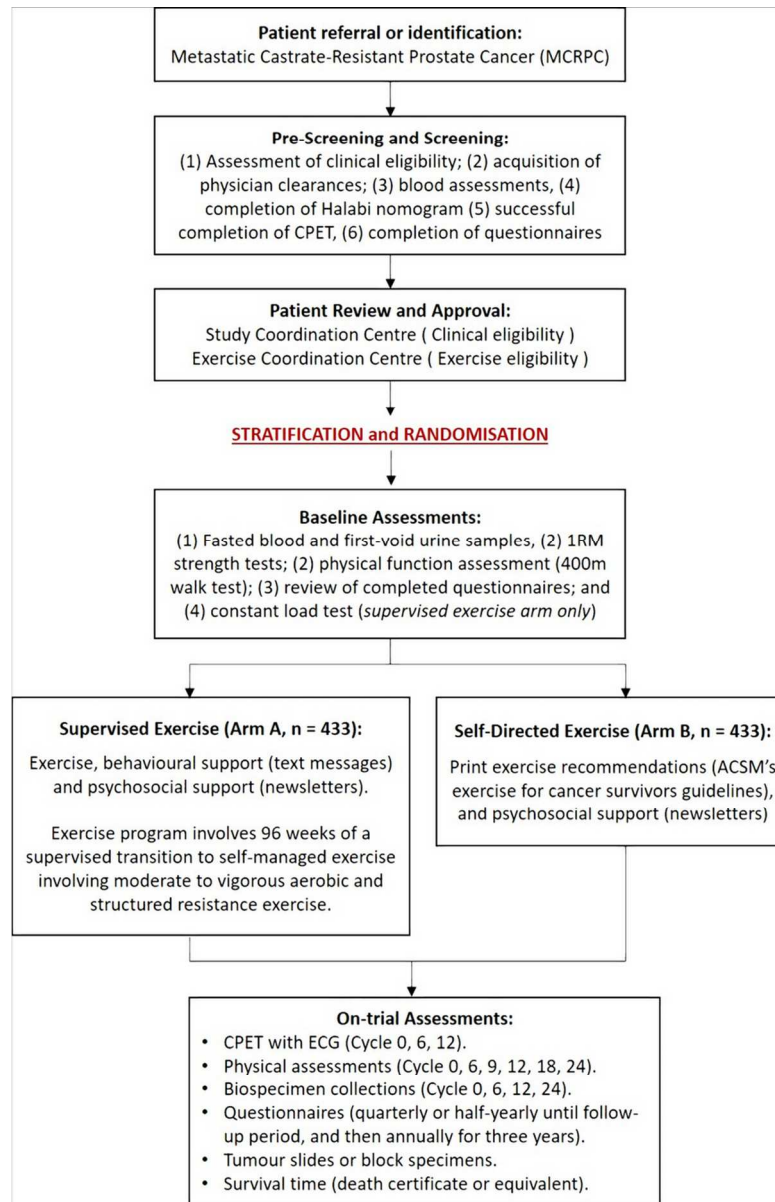 Patient referral or identification:
Metastatic Castrate-Resistant Prostate Cancer (MCRPC)
Pre-Screening and Screening:
(1) Assessment of clinical eligibility; (2) acquisition of
physician clearances; (3) blood assessments, (4)
completion of Halabi nomogram (5) successful
completion of CPET, (6) completion of questionnaires
Patient Review and Approval:
Study Coordination Centre ( Clinical eligibility )
Exercise Coordination Centre ( Exercise eligibility )
STRATIFICATION and RANDOMISATION
Baseline Assessments:
(1) Fasted blood and first-void urine samples, (2) 1RM
strength tests; (2) physical function assessment (400m
walk test); (3) review of completed questionnaires; and
(4) constant load test (supervised exercise arm only)
Supervised Exercise (Arm A, n = 433):
Exercise, behavioural support (text messages)
and psychosocial support (newsletters).
Exercise program involves 96 weeks of a
supervised transition to self-managed exercise
involving moderate to vigorous aerobic and
structured resistance exercise.
Self-Directed Exercise (Arm B, n = 433):
Print exercise recommendations (ACSM's
exercise for cancer survivors guidelines),
and psychosocial support (newsletters)
On-trial Assessments:
• CPET with ECG (Cycle 0, 6, 12).
• Physical assessments (Cycle 0, 6, 9, 12, 18, 24).
• Biospecimen collections (Cycle 0, 6, 12, 24).
• Questionnaires (quarterly or half-yearly until follow-
up period, and then annually for three years).
• Tumour slides or block specimens.
• Survival time (death certificate or equivalent).